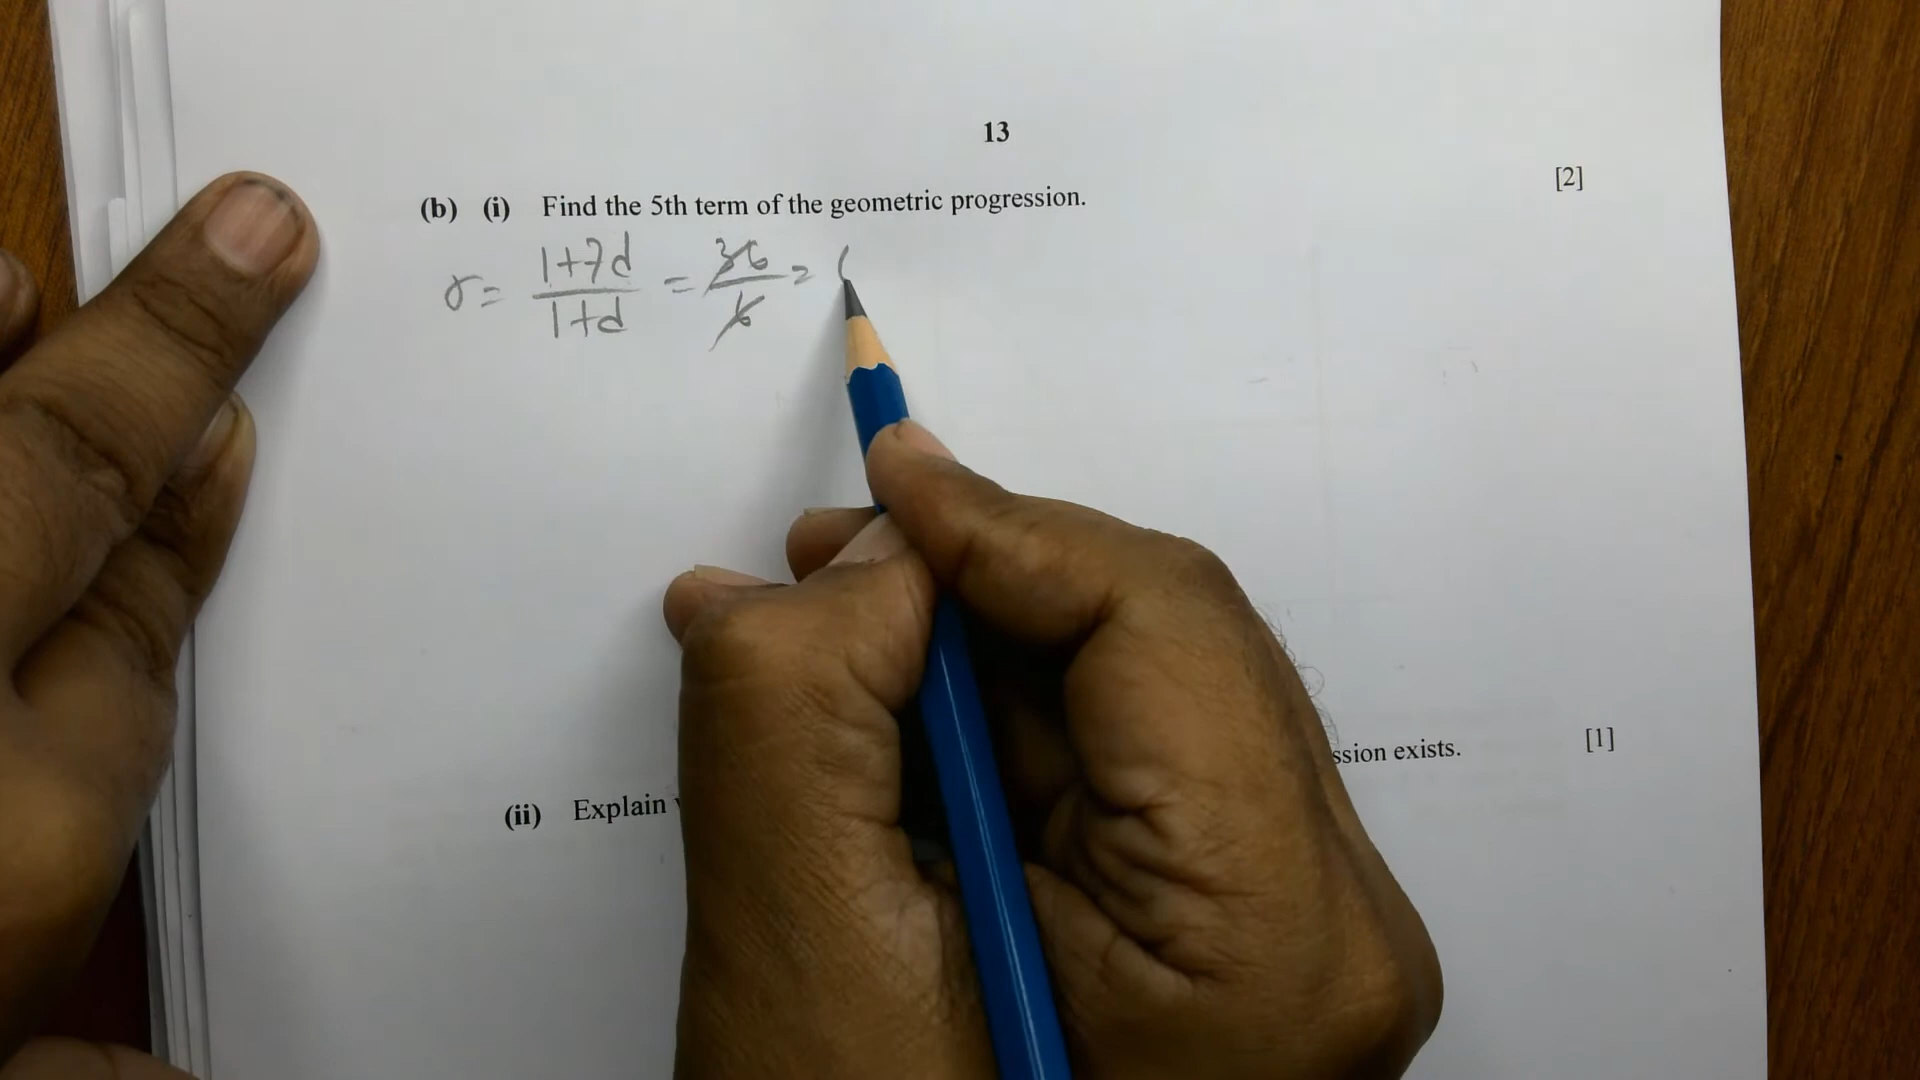 13
(b) (i) Find the 5th term of the geometric progression. [2]
r = 1+7d / 1+d = 36 / 6 = 
(ii) Explain
ssion exists. [1]